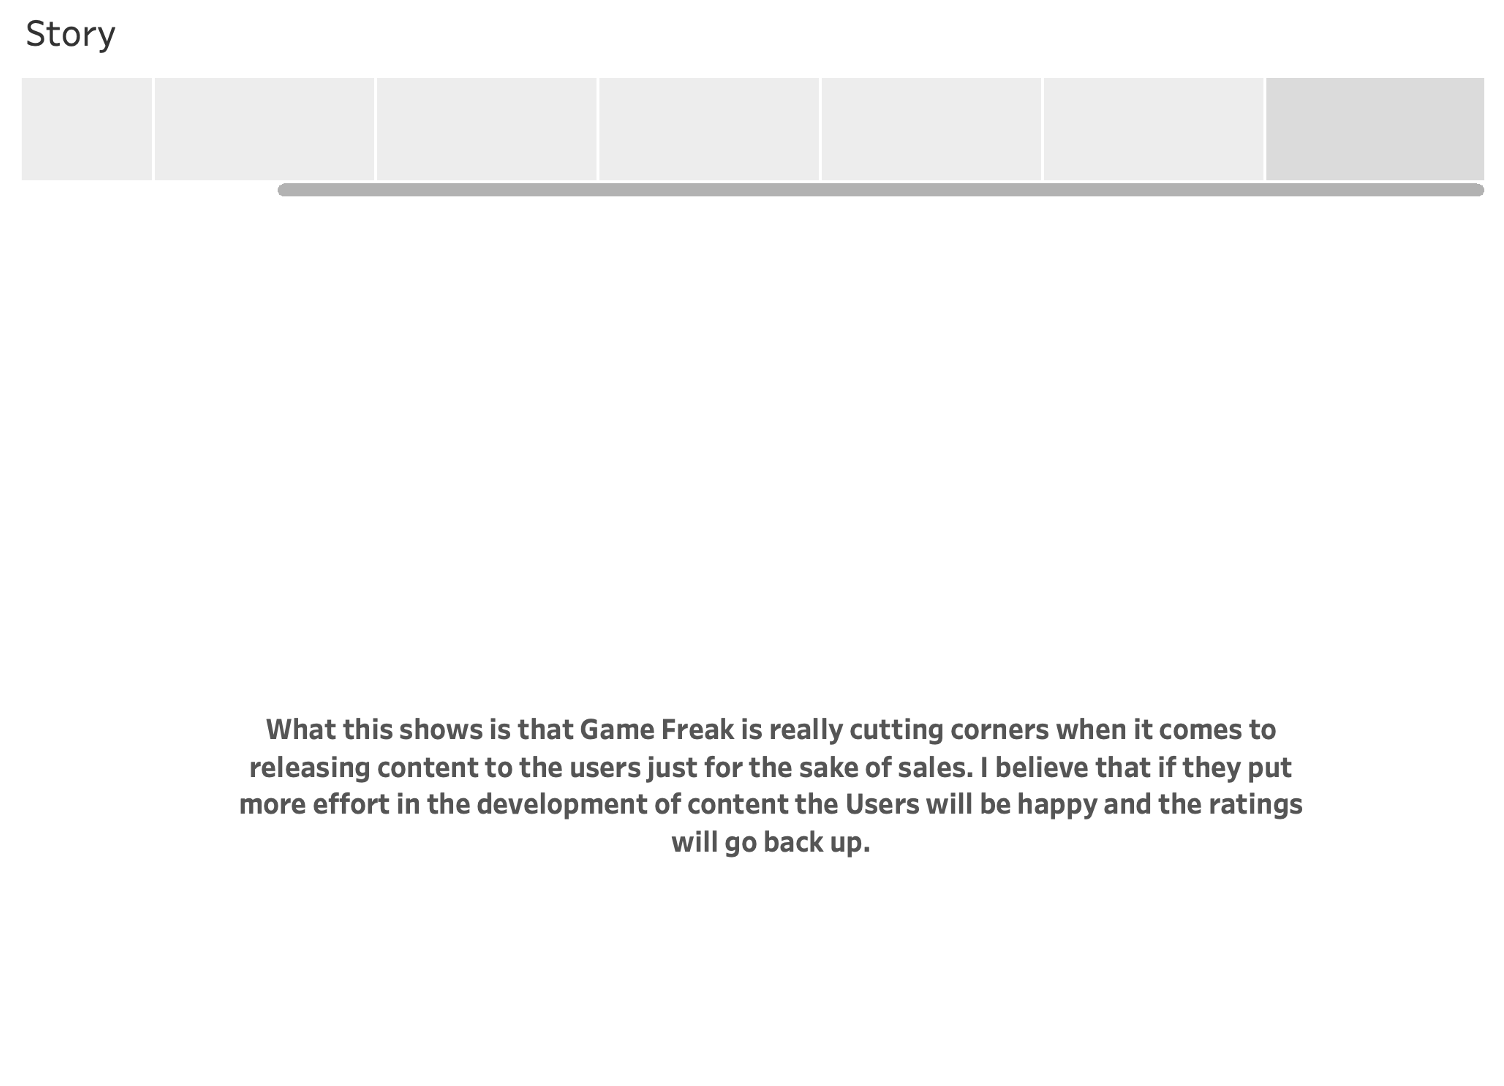 Story
What this shows is that Game Freak is really cutting corners when it comes to
releasing content to the users just for the sake of sales. I believe that if they put
more effort in the development of content the Users will be happy and the ratings
will go back up.